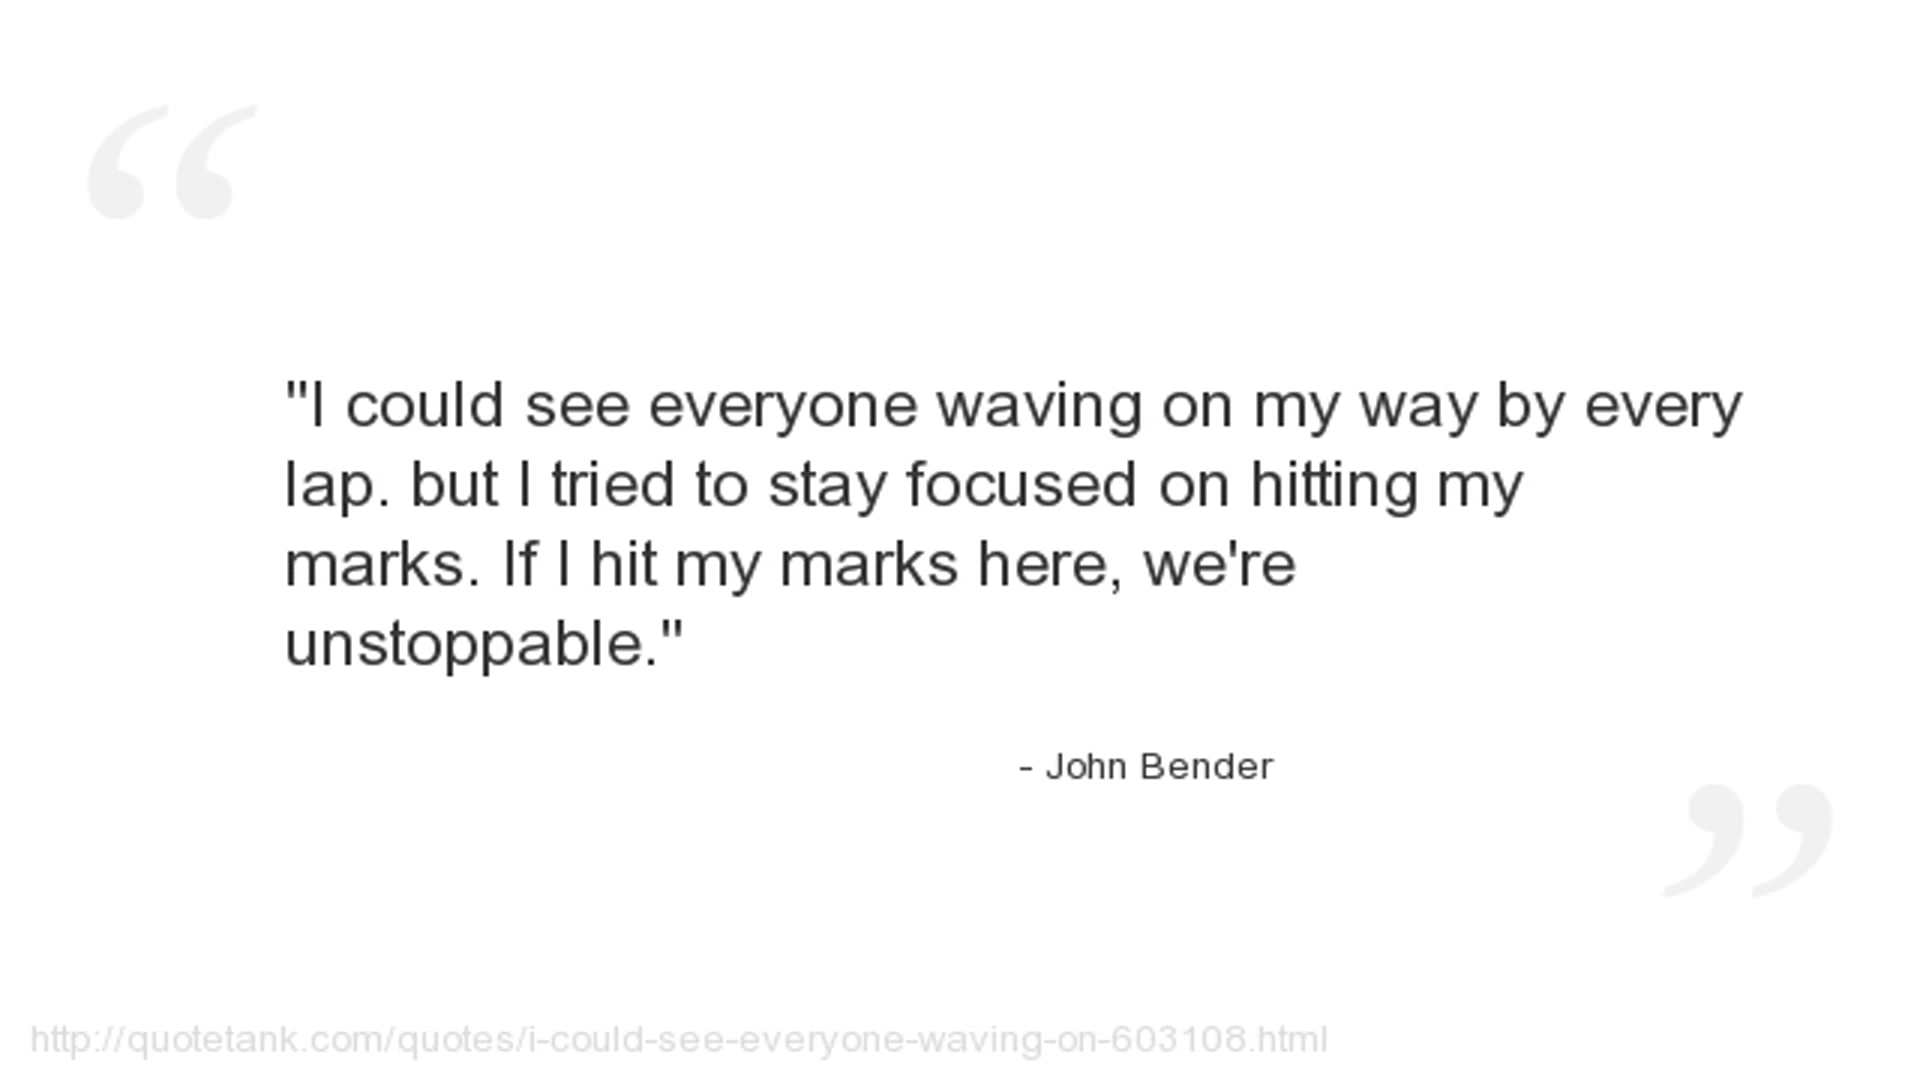 “
"I could see everyone waving on my way by every
lap. but I tried to stay focused on hitting my
marks. If I hit my marks here, we're
unstoppable."
- John Bender
”
http://quotetank.com/quotes/i-could-see-everyone-waving-on-603108.html